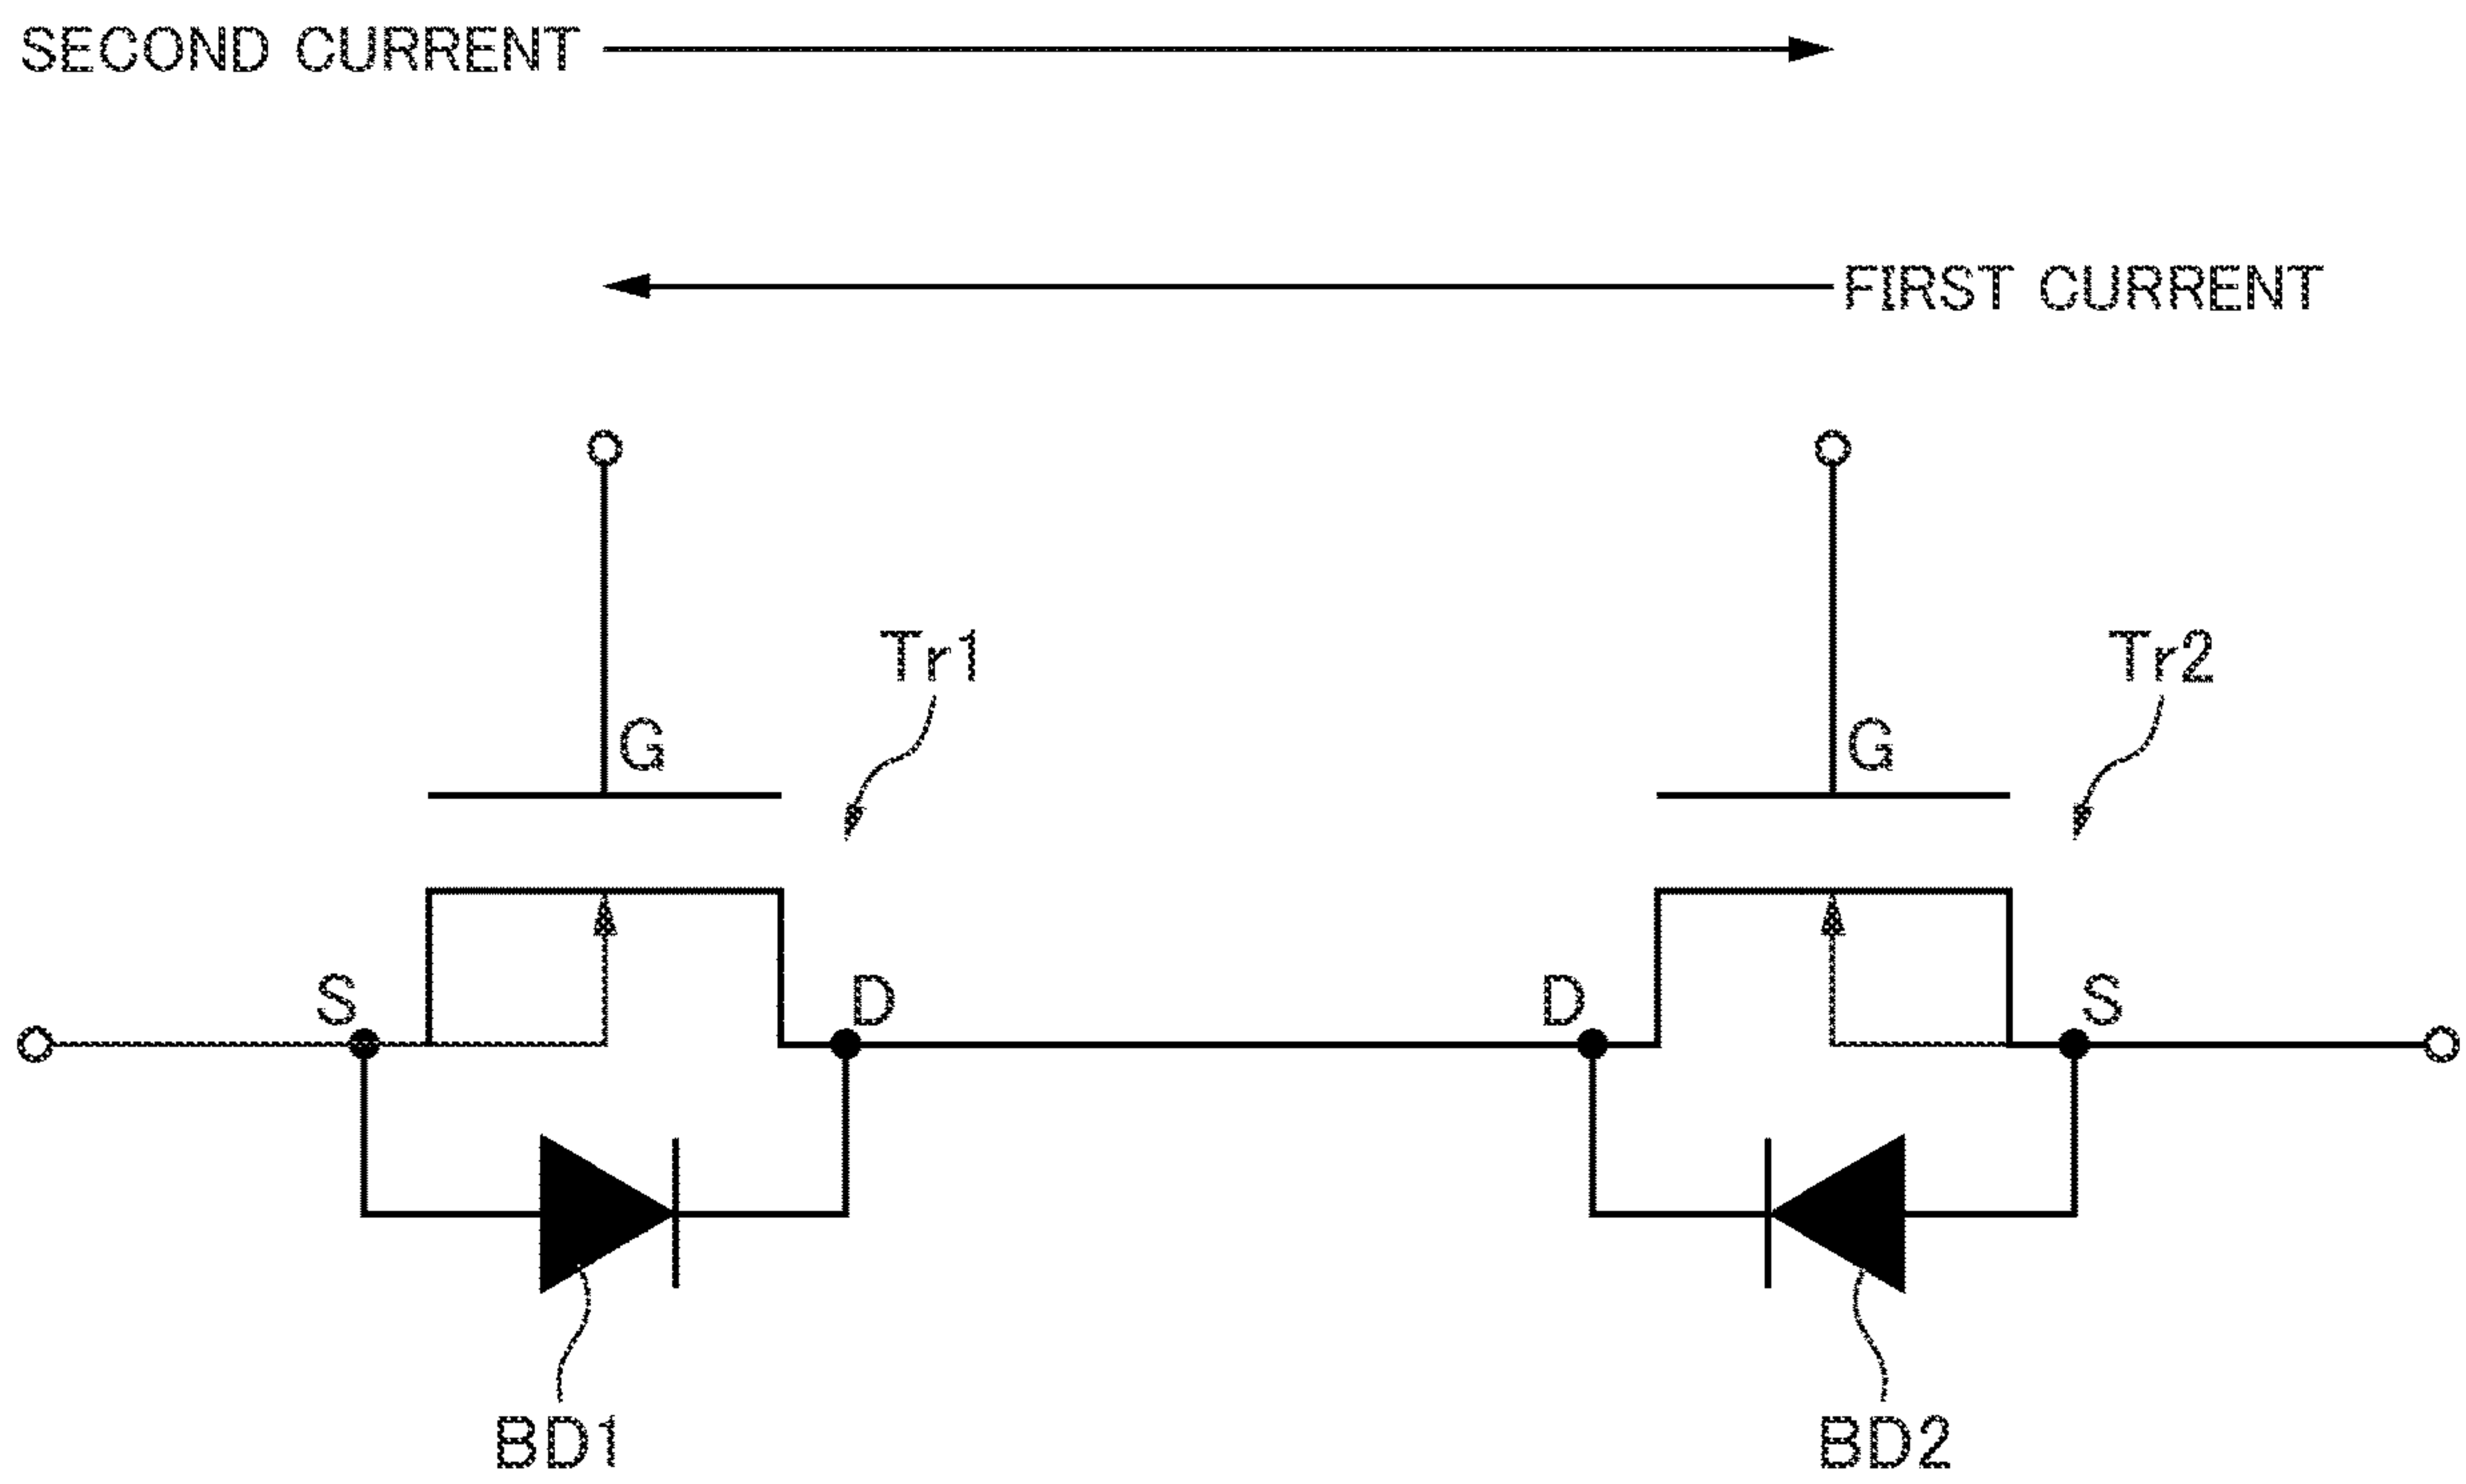 SECOND CURRENT
FIRST CURRENT
Tr1
Tr2
G
G
S
D
D
S
BD1
BD2